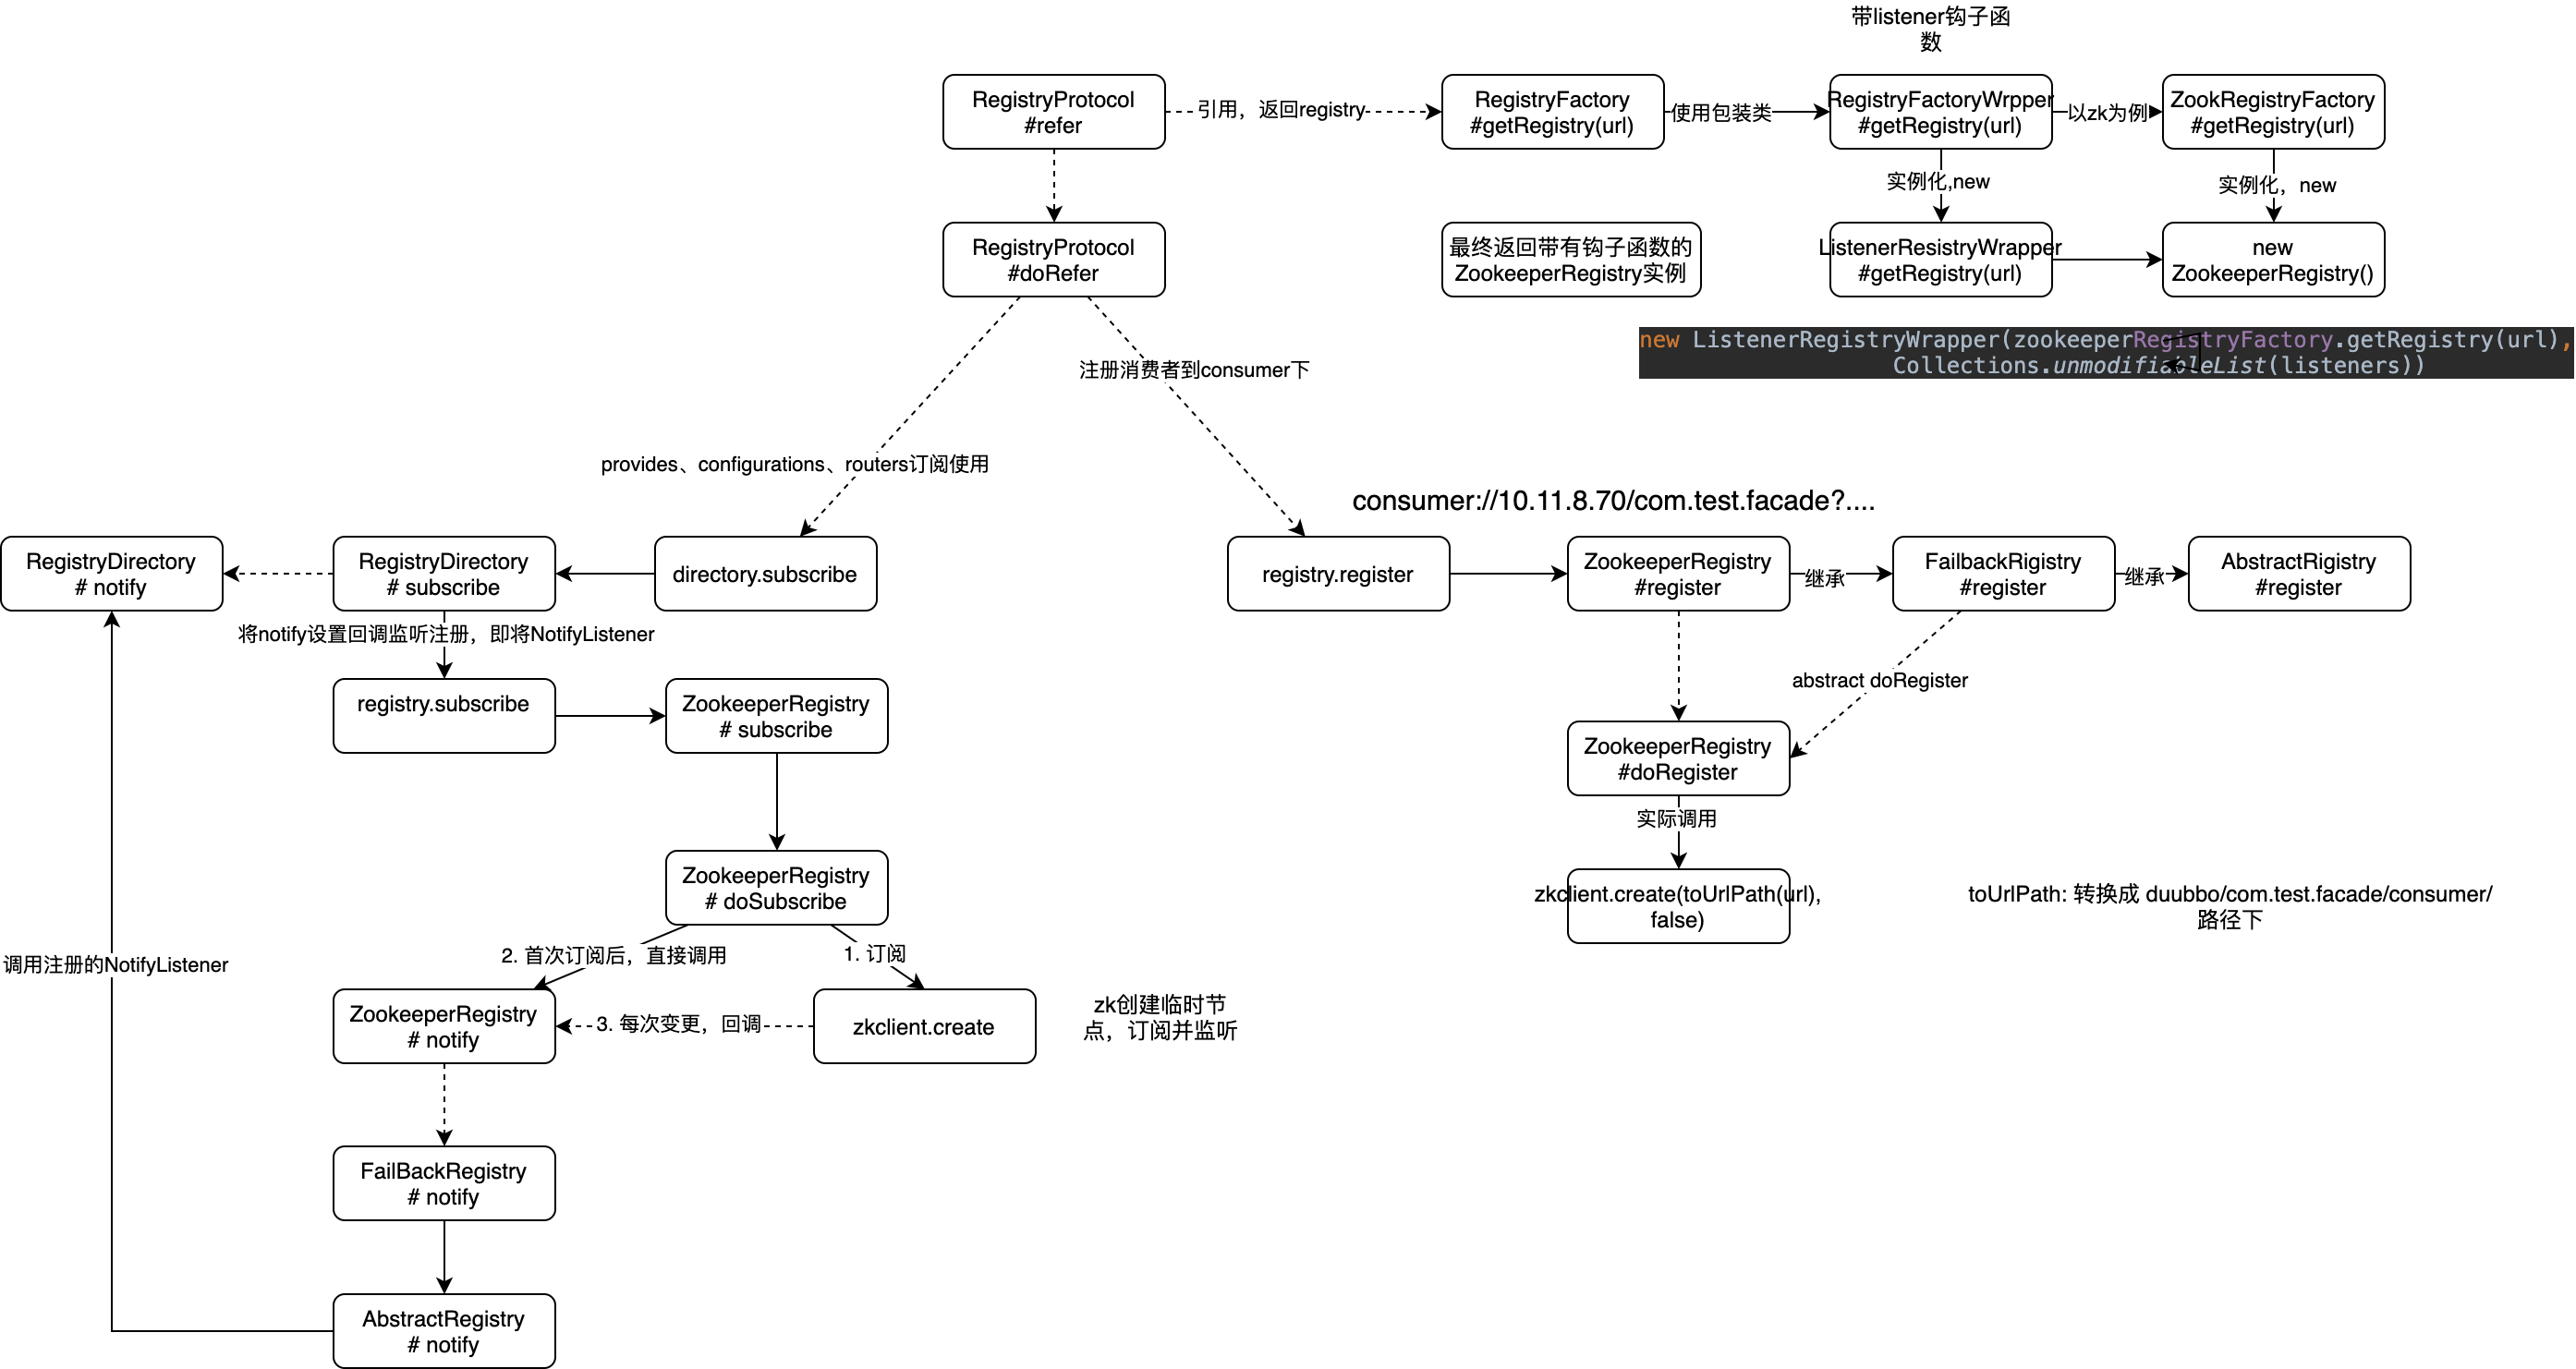 带listener钩子函
数
RegistryProtocol
#refer
引用，返回registry
RegistryFactory
#getRegistry(url)
使用包装类
RegistryFactoryWrpper
#getRegistry(url)
以zk为例
ZookRegistryFactory
#getRegistry(url)
实例化,new
实例化，new
RegistryProtocol
#doRefer
最终返回带有钩子函数的
ZookeeperRegistry实例
ListenerResistryWrapper
#getRegistry(url)
new
ZookeeperRegistry()
new ListenerRegistryWrapper(zookeeperRegistryFactory.getRegistry(url),
Collections.unmodifiableList(listeners))
注册消费者到consumer下
provides、configurations、routers订阅使用
consumer://10.11.8.70/com.test.facade?....
RegistryDirectory
# notify
RegistryDirectory
# subscribe
directory.subscribe
registry.register
ZookeeperRegistry
#register
继承
FailbackRigistry
#register
继承
AbstractRigistry
#register
将notify设置回调监听注册，即将NotifyListener
registry.subscribe
ZookeeperRegistry
# subscribe
abstract doRegister
ZookeeperRegistry
#doRegister
实际调用
ZookeeperRegistry
# doSubscribe
zkclient.create(toUrlPath(url),
false)
toUrlPath: 转换成 duubbo/com.test.facade/consumer/
路径下
2. 首次订阅后，直接调用
1. 订阅
调用注册的NotifyListener
ZookeeperRegistry
# notify
3. 每次变更，回调
zkclient.create
zk创建临时节
点，订阅并监听
FailBackRegistry
# notify
AbstractRegistry
# notify